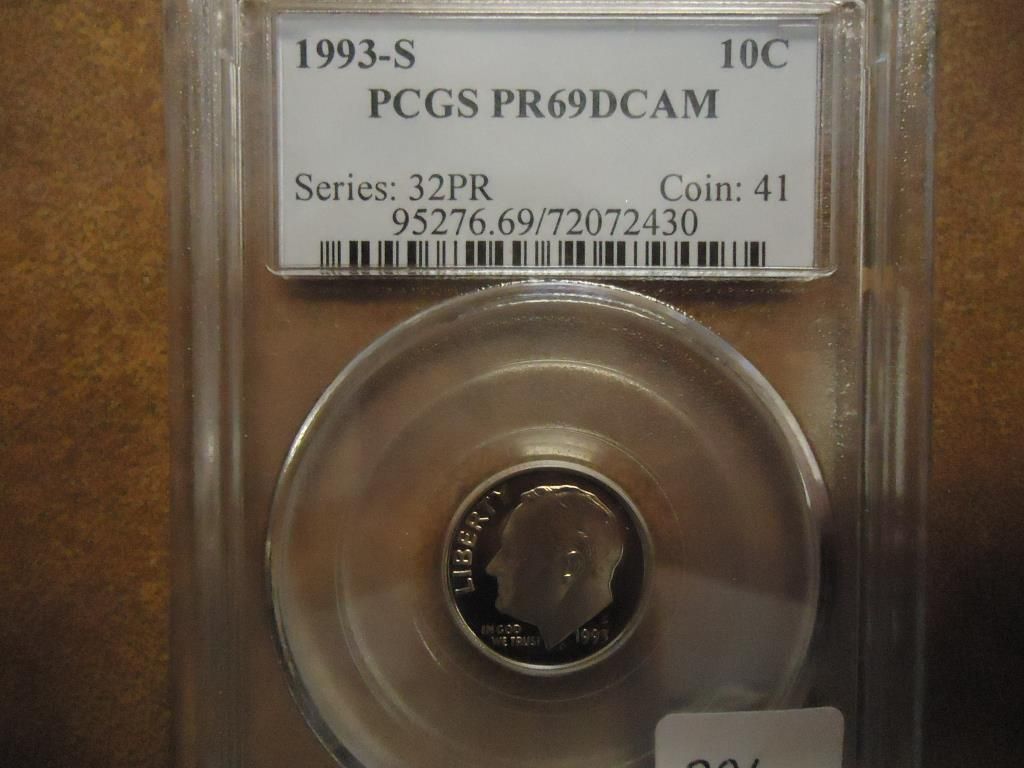 1993-S 10C
PCGS PR69DCAM
Series: 32PR Coin: 41
95276.69/72072430
LIBERTY
IN GOD
WE TRUST
1993